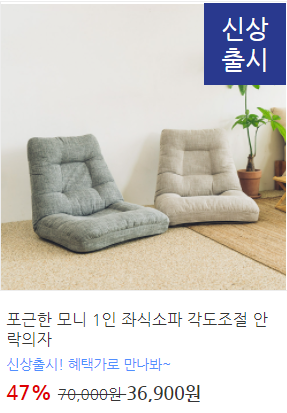 신상
출시
포근한 모니 1인 좌식소파 각도조절 안
락의자
신상출시! 혜택가로 만나봐~
47% 70,000원 36,900원